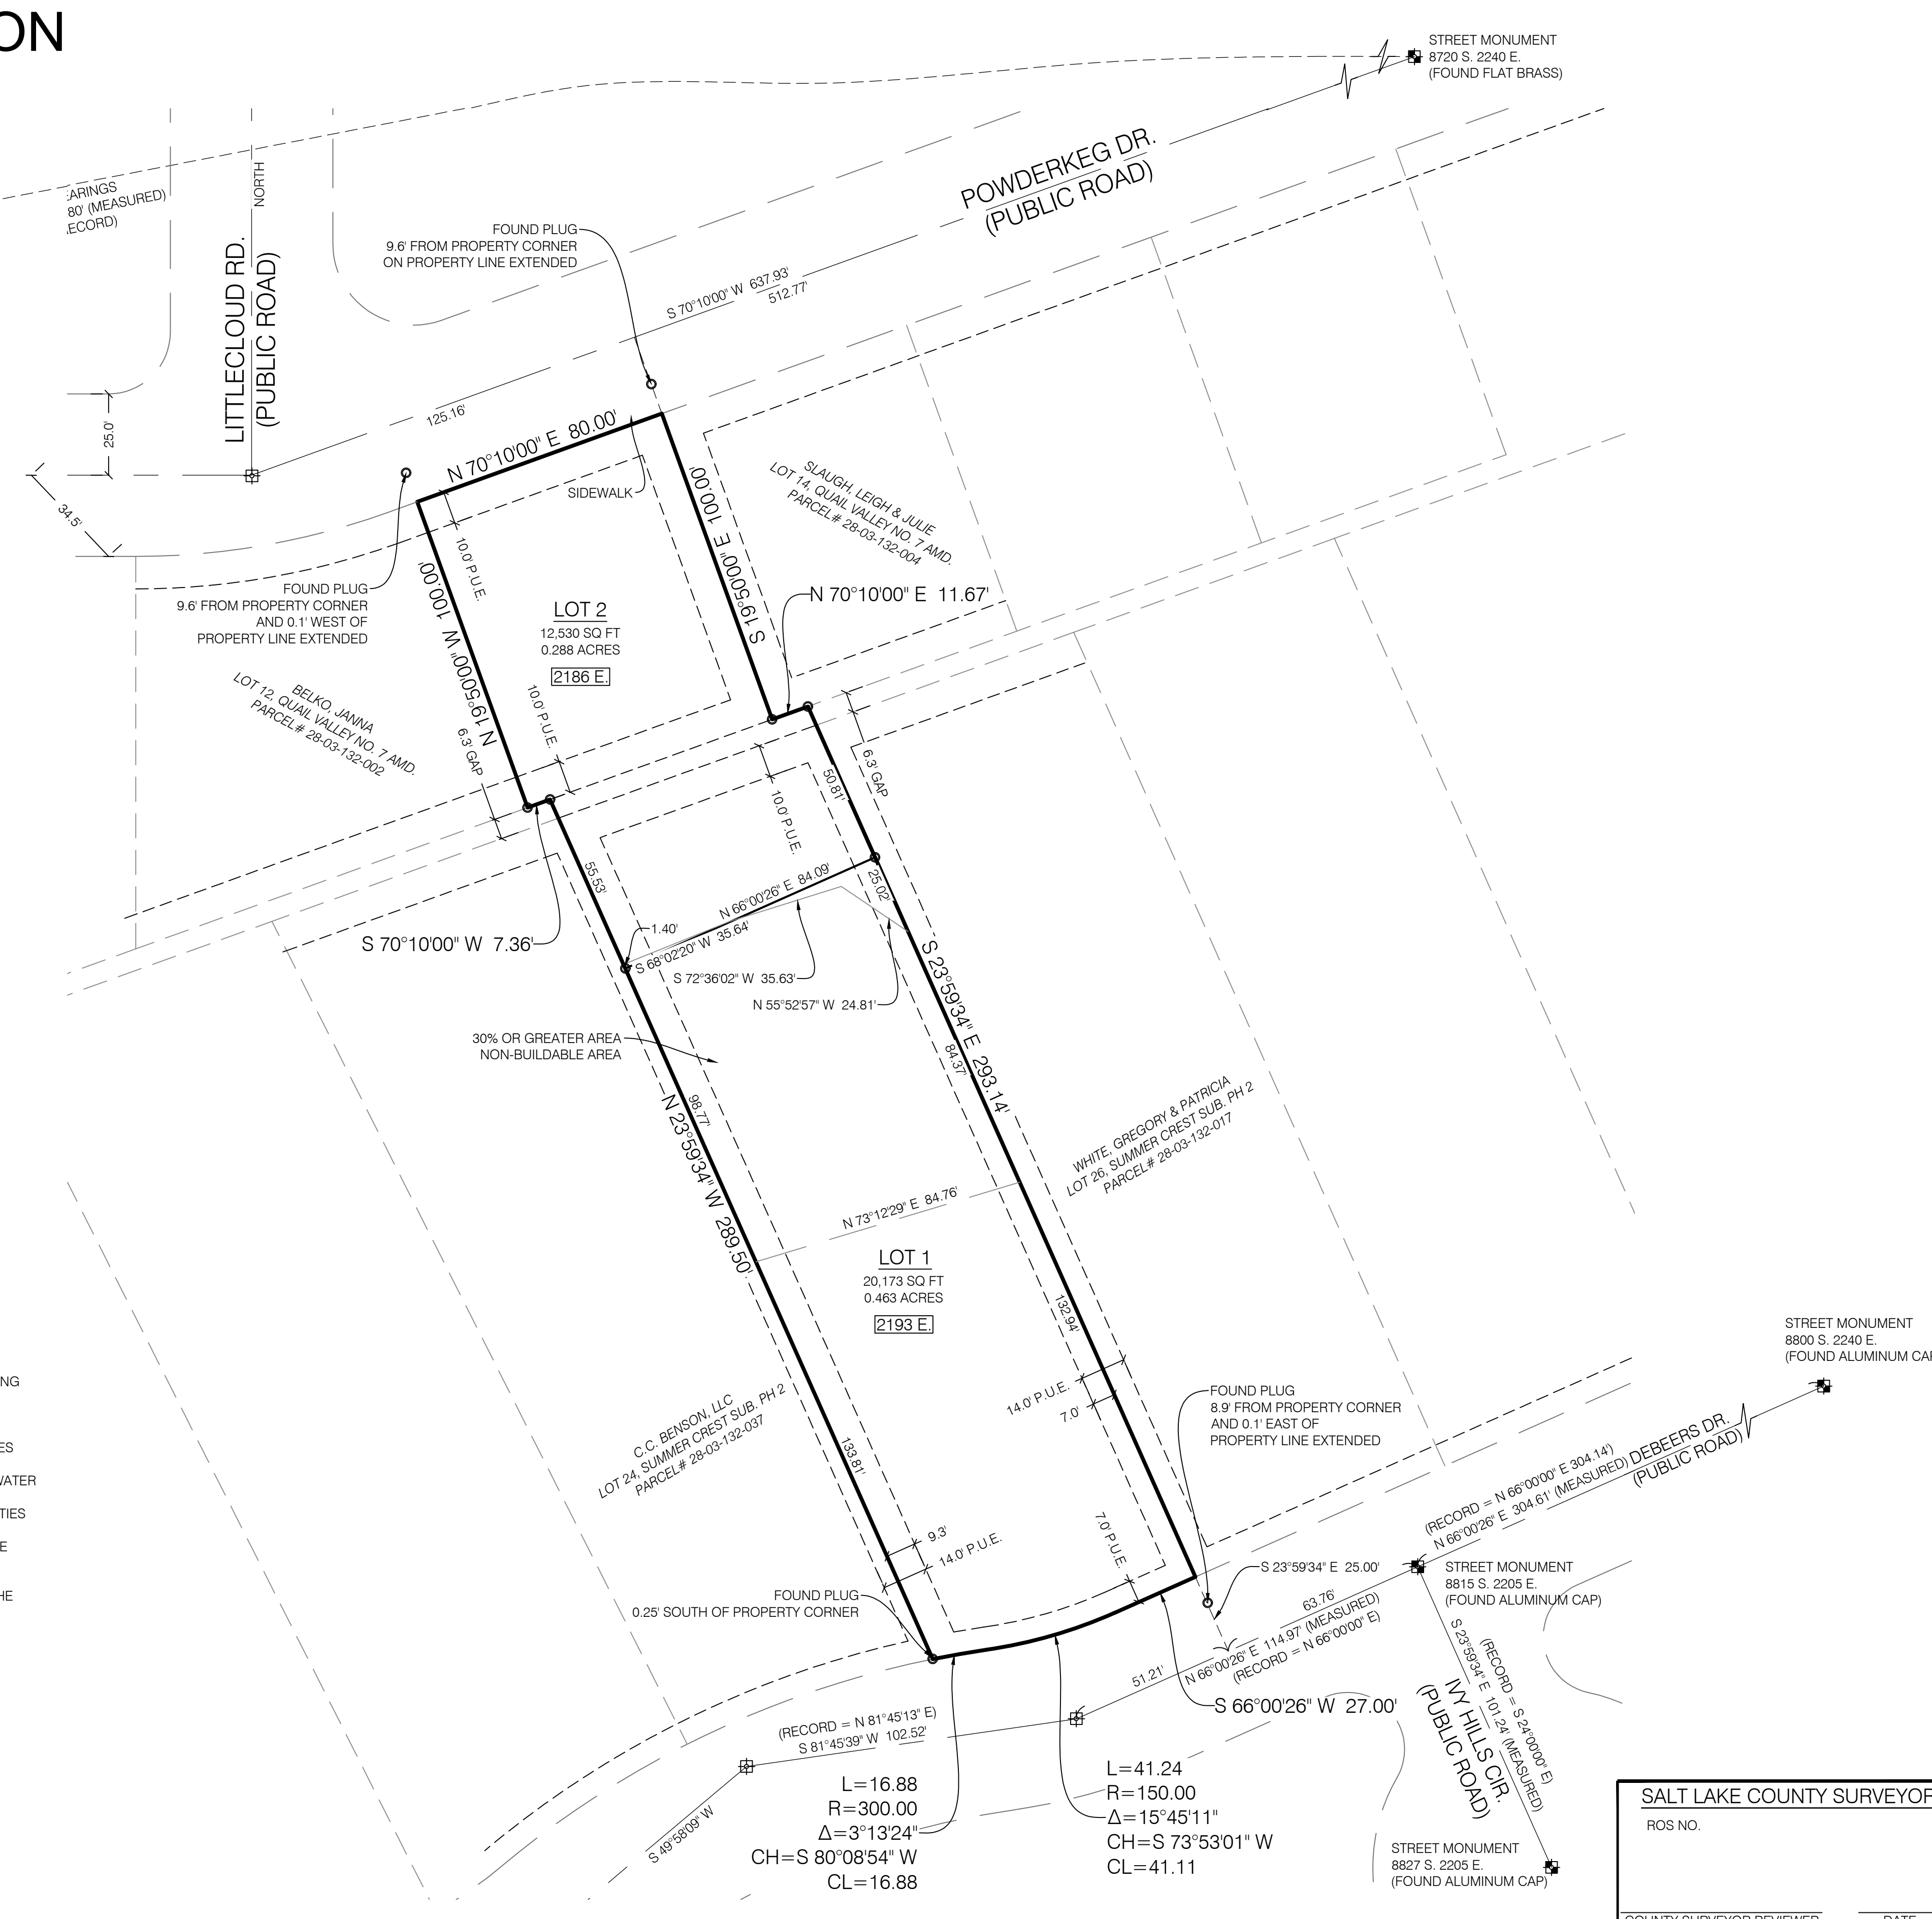 ON
STREET MONUMENT
8720 S. 2240 E.
(FOUND FLAT BRASS)
POWDERKEG DR.
(PUBLIC ROAD)
NORTH
ARINGS
80' (MEASURED)
ECORD)
LITTLECLOUD RD.
(PUBLIC ROAD)
FOUND PLUG
9.6' FROM PROPERTY CORNER
ON PROPERTY LINE EXTENDED
S 70°10'00" W 637.93'
512.77'
125.16'
25.0'
34.5'
N 70°10'00" E 80.00'
SIDEWALK
S 19°50'00" E 100.00'
SLAUGH, LEIGH & JULIE
LOT 14, QUAIL VALLEY NO. 7 AMD.
PARCEL# 28-03-132-004
10.0' P.U.E.
N 19°50'00" W 100.00'
FOUND PLUG
9.6' FROM PROPERTY CORNER
AND 0.1' WEST OF
PROPERTY LINE EXTENDED
LOT 2
12,530 SQ FT
0.288 ACRES
2186 E.
N 70°10'00" E 11.67'
BELKO, JANNA
LOT 12, QUAIL VALLEY NO. 7 AMD.
PARCEL# 28-03-132-002
6.3' GAP
10.0' P.U.E.
6.3' GAP
50.81'
10.0' P.U.E.
55.53'
25.02'
N 66°00'26" E 84.09'
1.40'
S 68°02'20" W 35.64'
S 70°10'00" W 7.36'
S 72°36'02" W 35.63'
N 55°52'57" W 24.81'
S 23°59'34" E 293.14'
30% OR GREATER AREA
NON-BUILDABLE AREA
84.37'
98.77'
N 23°59'34" W 289.50'
WHITE, GREGORY & PATRICIA
LOT 26, SUMMER CREST SUB. PH 2
PARCEL# 28-03-132-017
N 73°12'29" E 84.76'
LOT 1
20,173 SQ FT
0.463 ACRES
2193 E.
132.94'
STREET MONUMENT
8800 S. 2240 E.
(FOUND ALUMINUM CAP
NG
ES
WATER
TIES
E
HE
14.0' P.U.E.
7.0'
FOUND PLUG
8.9' FROM PROPERTY CORNER
AND 0.1' EAST OF
PROPERTY LINE EXTENDED
C.C. BENSON, LLC
LOT 24, SUMMER CREST SUB. PH 2
PARCEL# 28-03-132-037
133.81'
DEBEERS DR.
(PUBLIC ROAD)
(RECORD = N 66°00'00" E 304.14')
N 66°00'26" E 304.61' (MEASURED)
9.3'
14.0' P.U.E.
7.0' P.U.E.
S 23°59'34" E 25.00'
STREET MONUMENT
8815 S. 2205 E.
(FOUND ALUMINUM CAP)
FOUND PLUG
0.25' SOUTH OF PROPERTY CORNER
63.76'
N 66°00'26" E 114.97' (MEASURED)
(RECORD = N 66°00'00" E)
51.21'
S 66°00'26" W 27.00'
(RECORD = S 24°00'00" E)
S 23°59'34" E 101.24' (MEASURED)
IVY HILLS CIR.
(PUBLIC ROAD)
(RECORD = N 81°45'13" E)
S 81°45'39" W 102.52'
S 49°58'09" W
L=16.88
R=300.00
Δ=3°13'24"
CH=S 80°08'54" W
CL=16.88
L=41.24
R=150.00
Δ=15°45'11"
CH=S 73°53'01" W
CL=41.11
STREET MONUMENT
8827 S. 2205 E.
(FOUND ALUMINUM CAP)
SALT LAKE COUNTY SURVEYOR
ROS NO.
COUNTY SURVEYOR REVIEWER
DATE